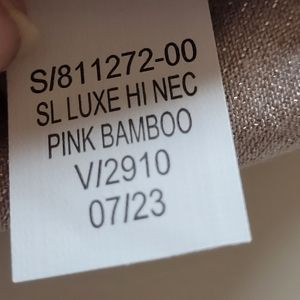 S/811272-00
SL LUXE HI NEC
PINK BAMBOO
V/2910
07/23